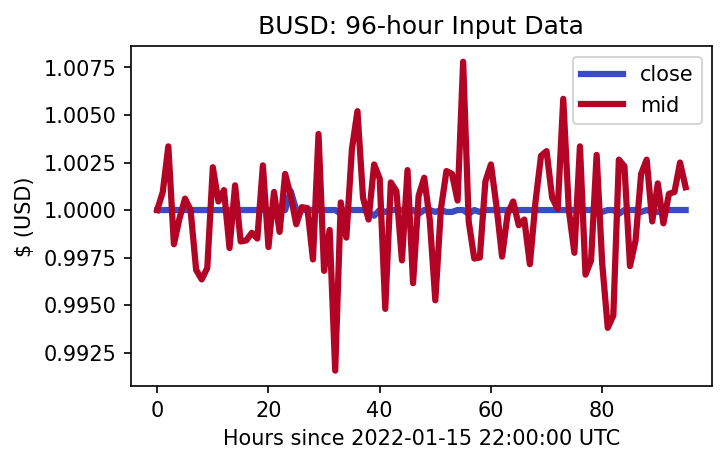 BUSD: 96-hour Input Data
close
mid
1.0075
1.0050
1.0025
1.0000
0.9975
0.9950
0.9925
$ (USD)
0 20 40 60 80
Hours since 2022-01-15 22:00:00 UTC